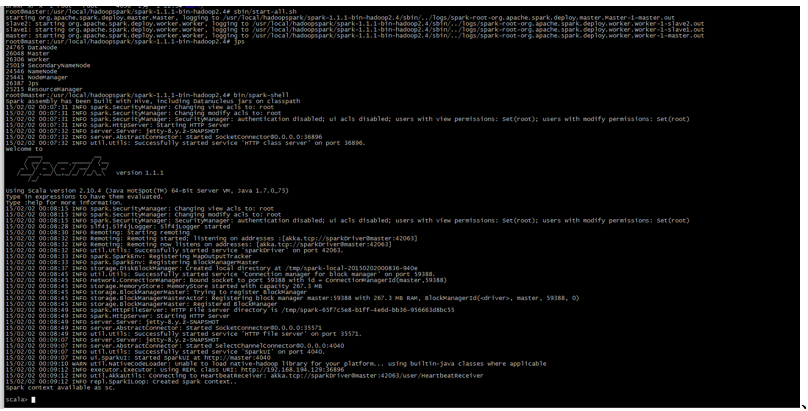 root@master:/usr/local/hadoopspark/spark-1.1.1-bin-hadoop2.4# sbin/start-all.sh
starting org.apache.spark.deploy.master.Master, logging to /usr/local/hadoopspark/spark-1.1.1-bin-hadoop2.4/sbin/../logs/spark-root-org.apache.spark.deploy.master.Master-1-master.out
slave2: starting org.apache.spark.deploy.worker.Worker, logging to /usr/local/hadoopspark/spark-1.1.1-bin-hadoop2.4/sbin/../logs/spark-root-org.apache.spark.deploy.worker.Worker-1-slave2.out
slave1: starting org.apache.spark.deploy.worker.Worker, logging to /usr/local/hadoopspark/spark-1.1.1-bin-hadoop2.4/sbin/../logs/spark-root-org.apache.spark.deploy.worker.Worker-1-slave1.out
master: starting org.apache.spark.deploy.worker.Worker, logging to /usr/local/hadoopspark/spark-1.1.1-bin-hadoop2.4/sbin/../logs/spark-root-org.apache.spark.deploy.worker.Worker-1-master.out
root@master:/usr/local/hadoopspark/spark-1.1.1-bin-hadoop2.4# jps
24765 DataNode
26048 Master
26306 Worker
25019 SecondaryNameNode
24546 NameNode
25441 NodeManager
26387 Jps
25215 ResourceManager
root@master:/usr/local/hadoopspark/spark-1.1.1-bin-hadoop2.4# bin/spark-shell
Spark assembly has been built with Hive, including Datanucleus jars on classpath
15/02/02 00:07:31 INFO spark.SecurityManager: Changing view acls to: root
15/02/02 00:07:31 INFO spark.SecurityManager: Changing modify acls to: root
15/02/02 00:07:31 INFO spark.SecurityManager: SecurityManager: authentication disabled; ui acls disabled; users with view permissions: Set(root); users with modify permissions: Set(root)
15/02/02 00:07:31 INFO spark.HttpServer: Starting HTTP Server
15/02/02 00:07:32 INFO server.Server: jetty-8.y.z-SNAPSHOT
15/02/02 00:07:32 INFO server.AbstractConnector: Started SocketConnector@0.0.0.0:36896
15/02/02 00:07:32 INFO util.Utils: Successfully started service 'HTTP class server' on port 36896.
Welcome to
version 1.1.1
Using Scala version 2.10.4 (Java HotSpot(TM) 64-Bit Server VM, Java 1.7.0_75)
Type in expressions to have them evaluated.
Type :help for more information.
15/02/02 00:08:15 INFO spark.SecurityManager: Changing view acls to: root
15/02/02 00:08:15 INFO spark.SecurityManager: Changing modify acls to: root
15/02/02 00:08:15 INFO spark.SecurityManager: SecurityManager: authentication disabled; ui acls disabled; users with view permissions: Set(root); users with modify permissions: Set(root)
15/02/02 00:08:28 INFO slf4j.Slf4jLogger: Slf4jLogger started
15/02/02 00:08:30 INFO Remoting: Starting remoting
15/02/02 00:08:32 INFO Remoting: Remoting started; listening on addresses :[akka.tcp://sparkDriver@master:42063]
15/02/02 00:08:32 INFO Remoting: Remoting now listens on addresses: [akka.tcp://sparkDriver@master:42063]
15/02/02 00:08:32 INFO util.Utils: Successfully started service 'sparkDriver' on port 42063.
15/02/02 00:08:33 INFO spark.SparkEnv: Registering MapOutputTracker
15/02/02 00:08:33 INFO spark.SparkEnv: Registering BlockManagerMaster
15/02/02 00:08:37 INFO storage.DiskBlockManager: Created local directory at /tmp/spark-local-20150202000836-940e
15/02/02 00:08:45 INFO util.Utils: Successfully started service 'Connection manager for block manager' on port 59388.
15/02/02 00:08:45 INFO network.ConnectionManager: Bound socket to port 59388 with id = ConnectionManagerId(master,59388)
15/02/02 00:08:45 INFO storage.MemoryStore: MemoryStore started with capacity 267.3 MB
15/02/02 00:08:45 INFO storage.BlockManagerMaster: Trying to register BlockManager
15/02/02 00:08:45 INFO storage.BlockManagerMasterActor: Registering block manager master:59388 with 267.3 MB RAM, BlockManagerId(<driver>, master, 59388, 0)
15/02/02 00:08:45 INFO storage.BlockManagerMaster: Registered BlockManager
15/02/02 00:08:49 INFO spark.HttpFileServer: HTTP File server directory is /tmp/spark-65f7c5e8-b1ff-4e6d-bb36-956663d8bc55
15/02/02 00:08:49 INFO spark.HttpServer: Starting HTTP Server
15/02/02 00:08:49 INFO server.Server: jetty-8.y.z-SNAPSHOT
15/02/02 00:08:49 INFO server.AbstractConnector: Started SocketConnector@0.0.0.0:35571
15/02/02 00:08:49 INFO util.Utils: Successfully started service 'HTTP file server' on port 35571.
15/02/02 00:09:07 INFO server.Server: jetty-8.y.z-SNAPSHOT
15/02/02 00:09:07 INFO server.AbstractConnector: Started SelectChannelConnector@0.0.0.0:4040
15/02/02 00:09:07 INFO util.Utils: Successfully started service 'SparkUI' on port 4040.
15/02/02 00:09:07 INFO ui.SparkUI: Started SparkUI at http://master:4040
15/02/02 00:09:10 WARN util.NativeCodeLoader: Unable to load native-hadoop library for your platform... using builtin-java classes where applicable
15/02/02 00:09:12 INFO executor.Executor: Using REPL class URI: http://192.168.194.129:36896
15/02/02 00:09:12 INFO util.AkkaUtils: Connecting to HeartbeatReceiver: akka.tcp://sparkDriver@master:42063/user/HeartbeatReceiver
15/02/02 00:09:12 INFO repl.SparkILoop: Created spark context..
Spark context available as sc.
scala>